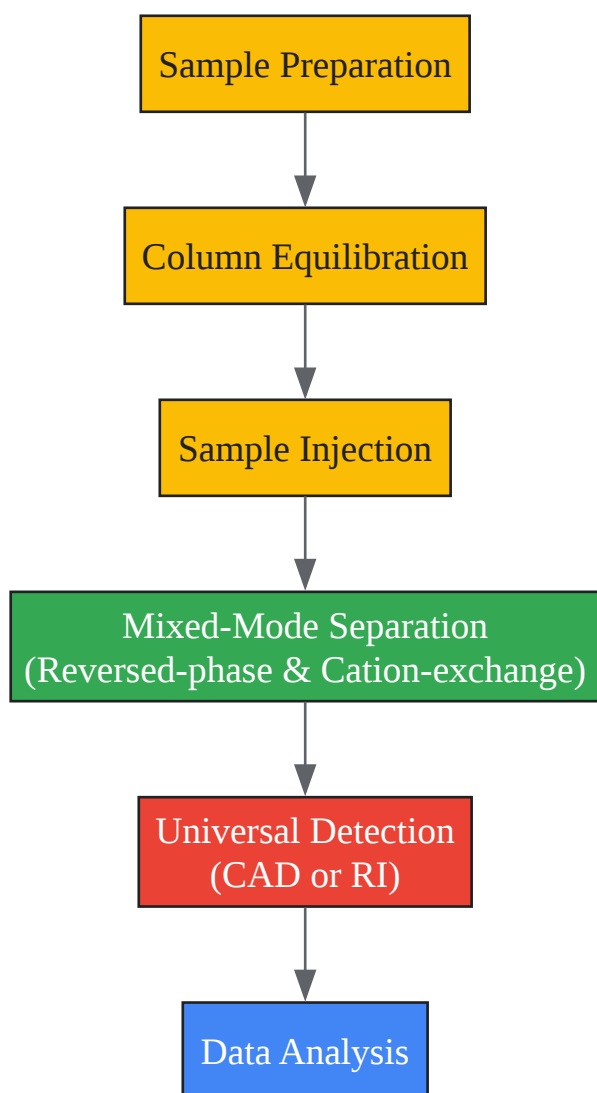 Sample Preparation
Column Equilibration
Sample Injection
Mixed-Mode Separation
(Reversed-phase & Cation-exchange)
Universal Detection
(CAD or RI)
Data Analysis